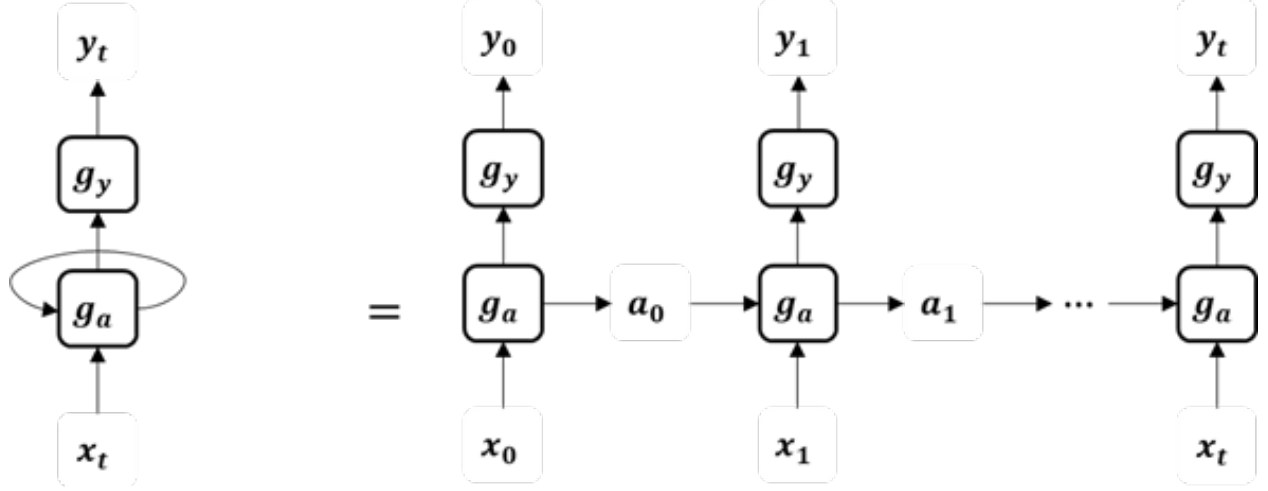 y_t
y_0
y_1
y_t
g_y
g_y
g_y
g_y
g_a
=
g_a
a_0
g_a
a_1
...
g_a
x_t
x_0
x_1
x_t